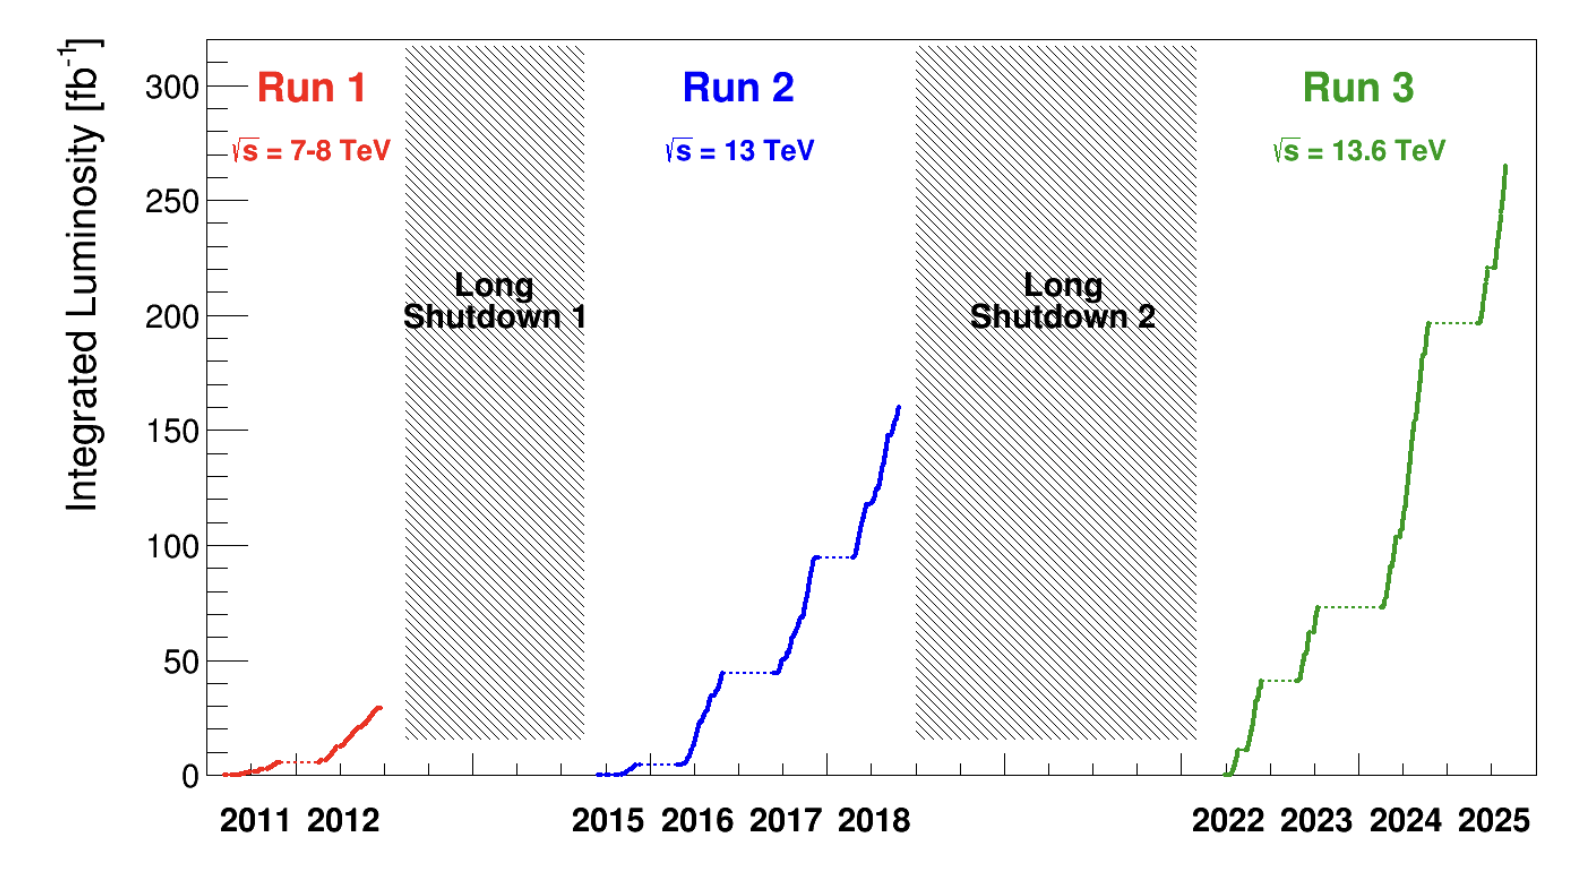 Integrated Luminosity [fb⁻¹]
300
250
200
150
100
50
0
Run 1
√s = 7-8 TeV
Long
Shutdown 1
Run 2
√s = 13 TeV
Long
Shutdown 2
Run 3
√s = 13.6 TeV
2011 2012 2015 2016 2017 2018 2022 2023 2024 2025